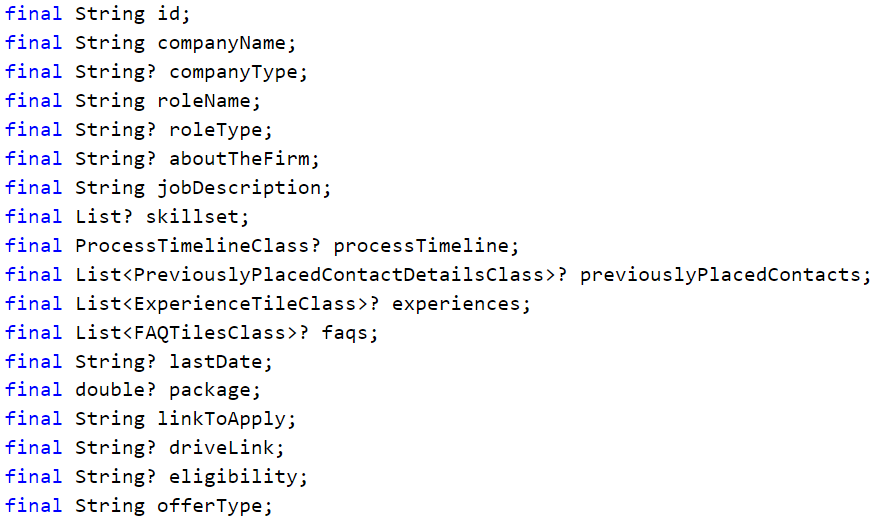 final String id;
final String companyName;
final String? companyType;
final String roleName;
final String? roleType;
final String? aboutTheFirm;
final String jobDescription;
final List? skillset;
final ProcessTimelineClass? processTimeline;
final List<PreviouslyPlacedContactDetailsClass>? previouslyPlacedContacts;
final List<ExperienceTileClass>? experiences;
final List<FAQTilesClass>? faqs;
final String? lastDate;
final double? package;
final String linkToApply;
final String? driveLink;
final String? eligibility;
final String offerType;